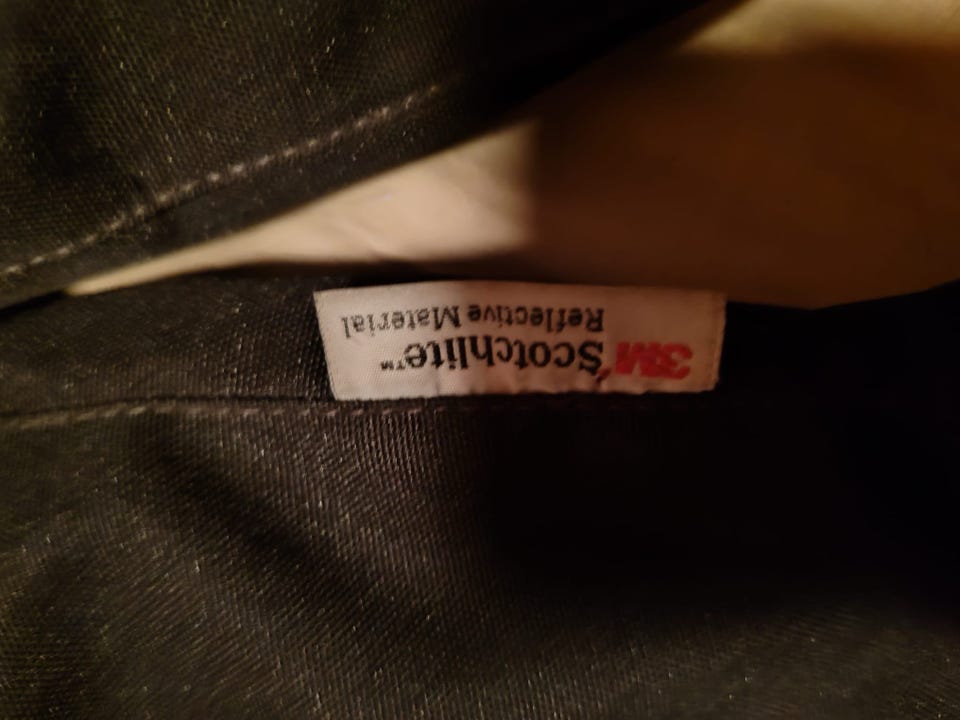 3M Scotchlite™
Reflective Material